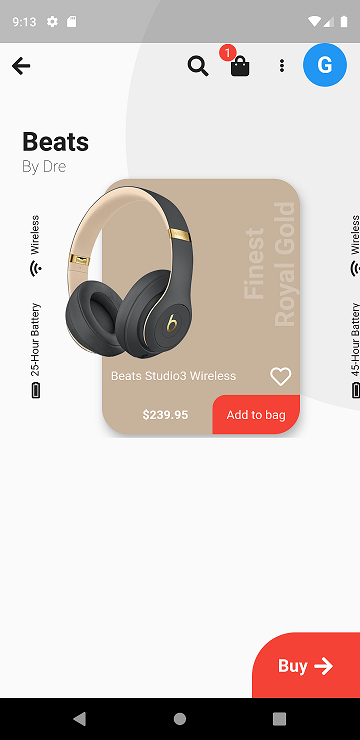 9:13
1
G
Beats
By Dre
Wireless
25-Hour Battery
Finest
Royal Gold
Beats Studio3 Wireless
$239.95
Add to bag
Wireless
45-Hour Battery
Buy